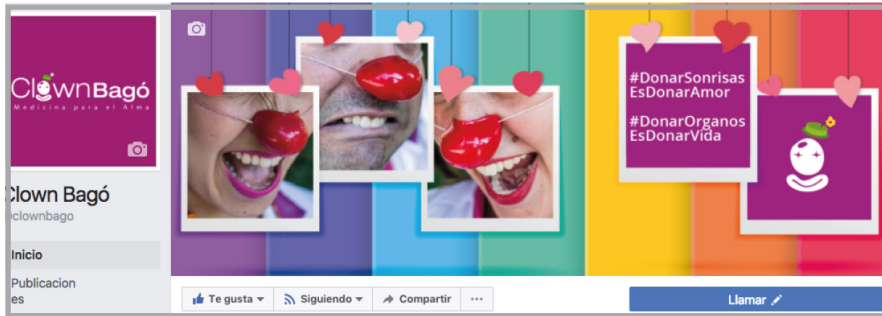 ClownBagó
Medicina para el Alma
Clown Bagó
@clownbago
Inicio
Publicacion
es
#DonarSonrisas
EsDonarAmor
#DonarOrganos
EsDonarVida
Te gusta
Siguiendo
Compartir
...
Llamar